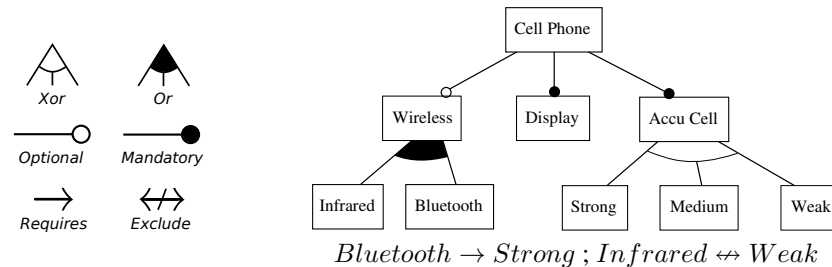 Xor
Or
Optional
Mandatory
Requires
Exclude
Cell Phone
Wireless
Display
Accu Cell
Infrared
Bluetooth
Strong
Medium
Weak
Bluetooth → Strong ; Infrared ↮ Weak